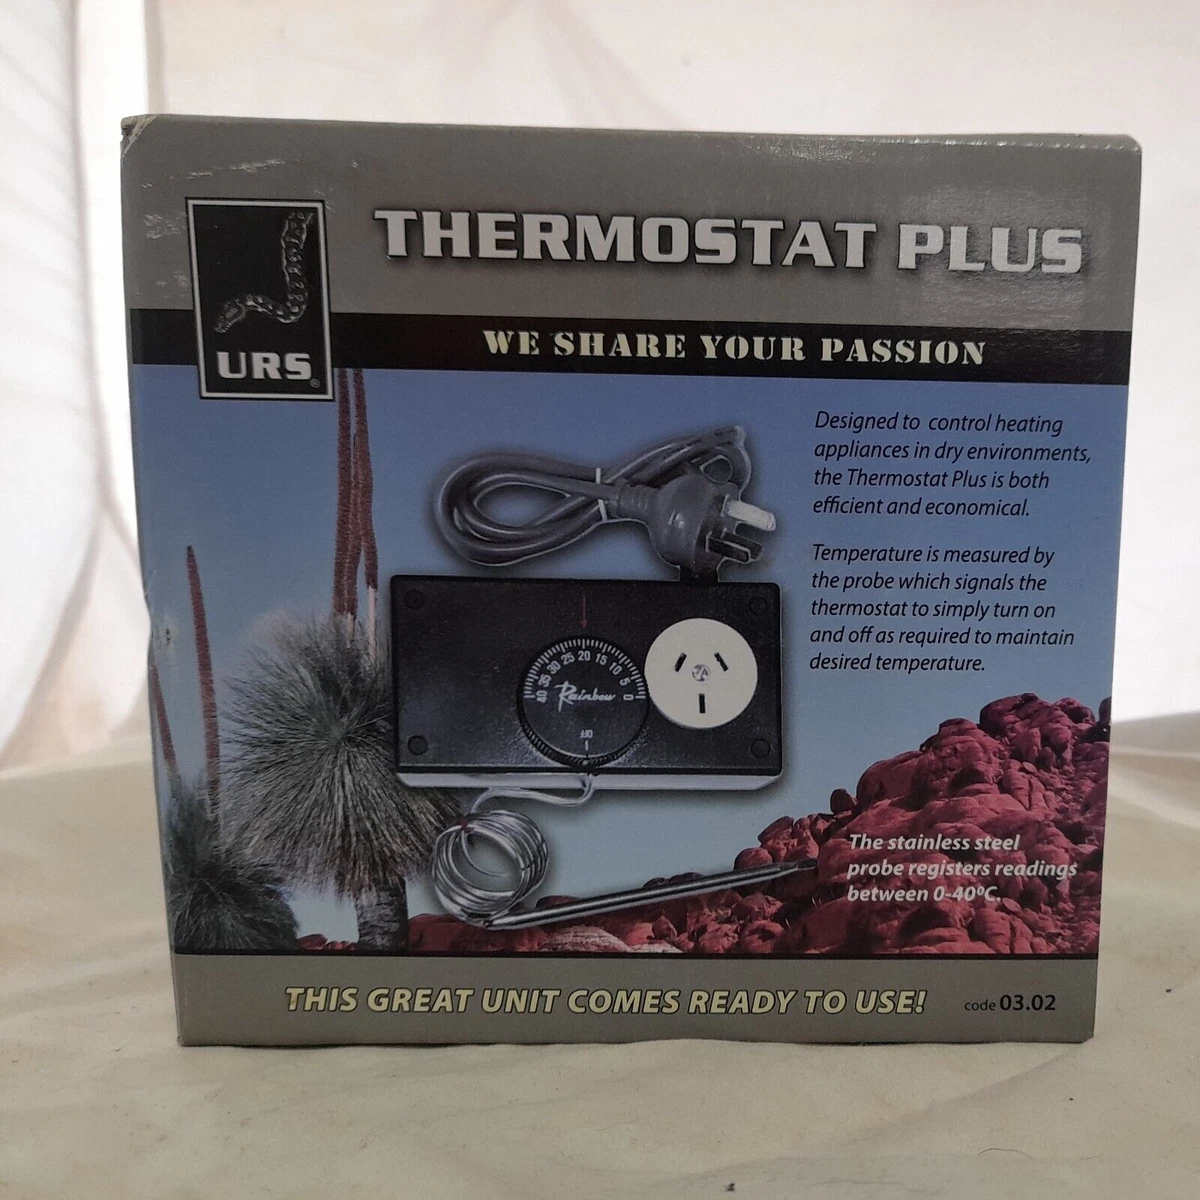 THERMOSTAT PLUS
URS®
WE SHARE YOUR PASSION
Designed to control heating
appliances in dry environments,
the Thermostat Plus is both
efficient and economical.
Temperature is measured by
the probe which signals the
thermostat to simply turn on
and off as required to maintain
desired temperature.
40 35 30 25 20 15 10 5 0
Rainbow
OFF
The stainless steel
probe registers readings
between 0-40ºC.
THIS GREAT UNIT COMES READY TO USE!
code 03.02